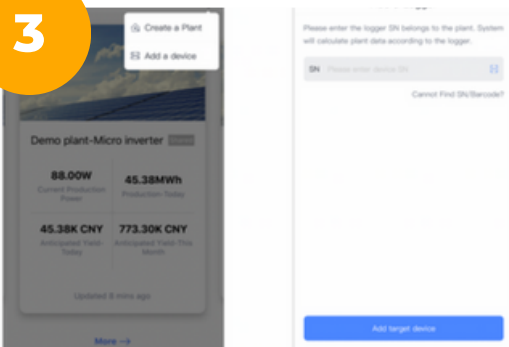 3
Create a Plant
Add a device
Demo plant-Micro inverter
88.00W
Current Production
Power
45.38MWh
Production-Today
45.38K CNY
Anticipated Yield-
Today
773.30K CNY
Anticipated Yield-This
Month
Updated 8 mins ago
More
Please enter the logger SN belongs to the plant. System
will calculate plant data according to the logger.
SN Please enter device SN
Cannot Find SN/Barcode?
Add target device